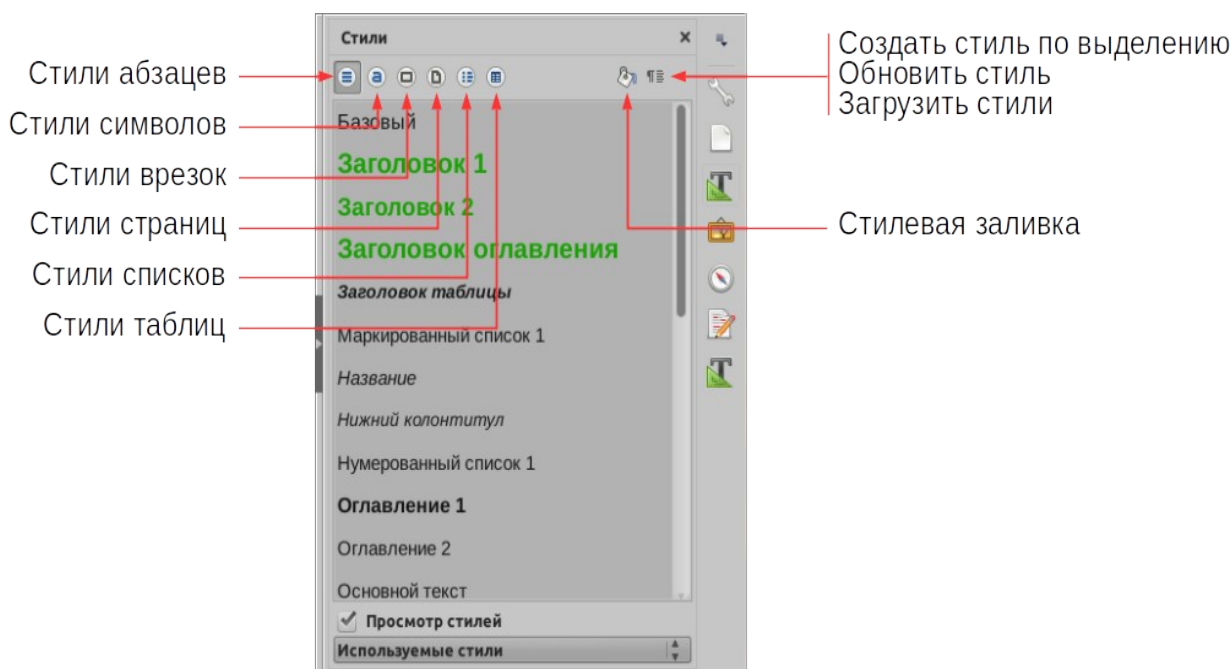 Стили
Стили абзацев
Стили символов
Стили врезок
Стили страниц
Стили списков
Стили таблиц
Базовый
Заголовок 1
Заголовок 2
Заголовок оглавления
Заголовок таблицы
Маркированный список 1
Название
Нижний колонтитул
Нумерованный список 1
Оглавление 1
Оглавление 2
Основной текст
Просмотр стилей
Используемые стили
Создать стиль по выделению
Обновить стиль
Загрузить стили
Стилевая заливка